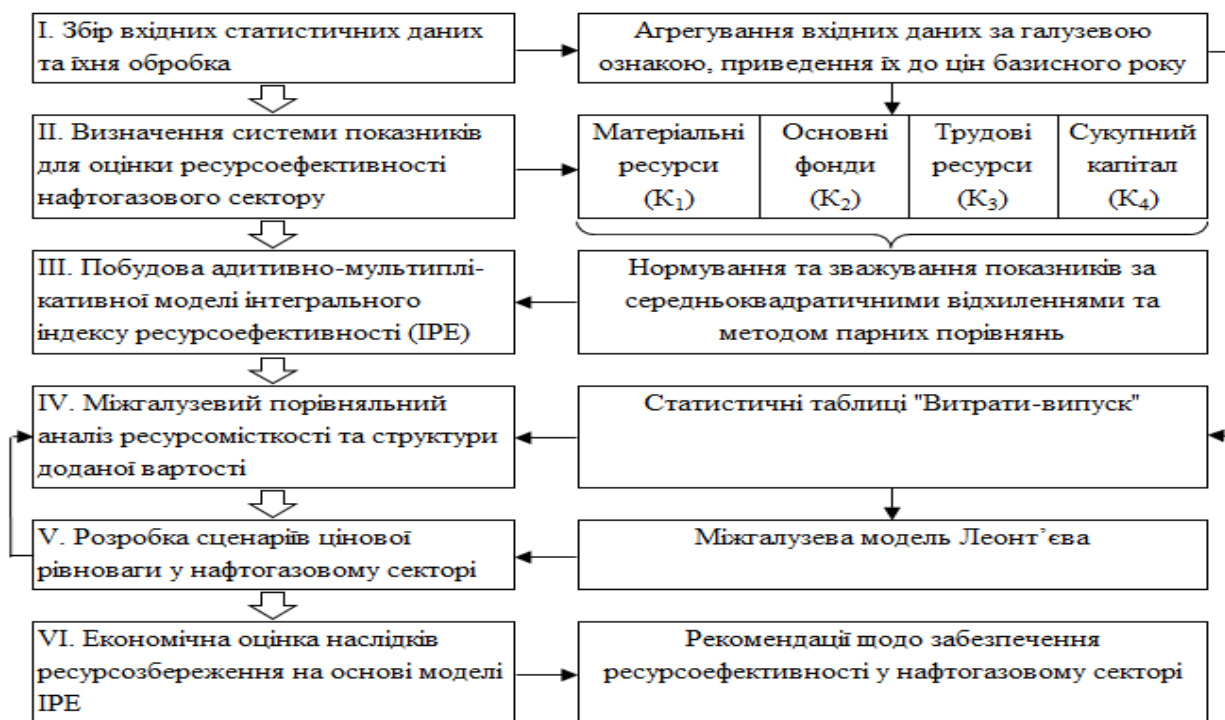 І. Збір вхідних статистичних даних
та їхня обробка
Агрегування вхідних даних за галузевою
ознакою, приведення їх до цін базисного року
ІІ. Визначення системи показників
для оцінки ресурсоефективності
нафтогазового сектору
Матеріальні
ресурси
(К₁)
Основні
фонди
(К₂)
Трудові
ресурси
(К₃)
Сукупний
капітал
(К₄)
ІІІ. Побудова адитивно-мультиплі-
кативної моделі інтегрального
індексу ресурсоефективності (ІРЕ)
Нормування та зважування показників за
середньоквадратичними відхиленнями та
методом парних порівнянь
IV. Міжгалузевий порівняльний
аналіз ресурсомісткості та структури
доданої вартості
Статистичні таблиці "Витрати-випуск"
V. Розробка сценаріїв цінової
рівноваги у нафтогазовому секторі
Міжгалузева модель Леонт’єва
VI. Економічна оцінка наслідків
ресурсозбереження на основі моделі
ІРЕ
Рекомендації щодо забезпечення
ресурсоефективності у нафтогазовому секторі